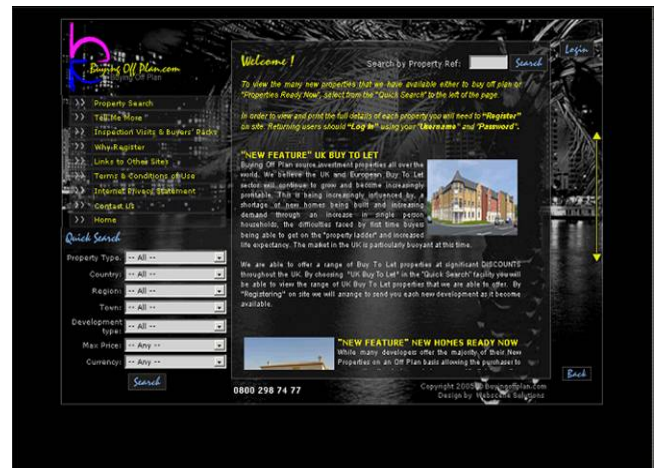 Buying Off Plan.com
Buying Off Plan
Welcome !
Search by Property Ref:
Search
Login
To view the many new properties that we have available either to buy off plan or
"Properties Ready Now", select from the "Quick Search" to the left of the page.
In order to view and print the full details of each property you will need to "Register"
on site. Returning users should "Log In" using your "Username" and "Password".
>> Property Search
>> Tell Me More
>> Inspection Visits & Buyers' Packs
>> Why Register
>> Links to Other Sites
>> Terms & Conditions of Use
>> Internet Privacy Statement
>> Contact Us
>> Home
Quick Search
Property Type: -- All --
Country: -- All --
Region: -- All --
Town: -- All --
Development type: -- All --
Max Price: -- Any --
Currency: -- Any --
Search
"NEW FEATURE" UK BUY TO LET
Buying Off Plan source investment properties all over the
world. We believe the UK and European Buy To Let
sector will continue to grow and become increasingly
profitable. This is being increasingly influenced by, a
shortage of new homes being built and increasing
demand through an increase in single person
households, the difficulties faced by first time buyers
being able to get on the "property ladder" and increased
life expectancy. The market in the UK is particularly buoyant at this time.
We are able to offer a range of Buy To Let properties at significant DISCOUNTS
throughout the UK. By choosing "UK Buy To Let" in the "Quick Search" facility you will
be able to view the range of UK Buy To Let properties that we are able to offer. By
"Registering" on site we will arrange to send you each new development as it become
available.
"NEW FEATURE" NEW HOMES READY NOW
While many developers offer the majority of their New
Properties on an Off Plan basis allowing the purchaser to
Back
0800 298 74 77
Copyright 2005 © buyingoffplan.com
Design by Webscene Solutions